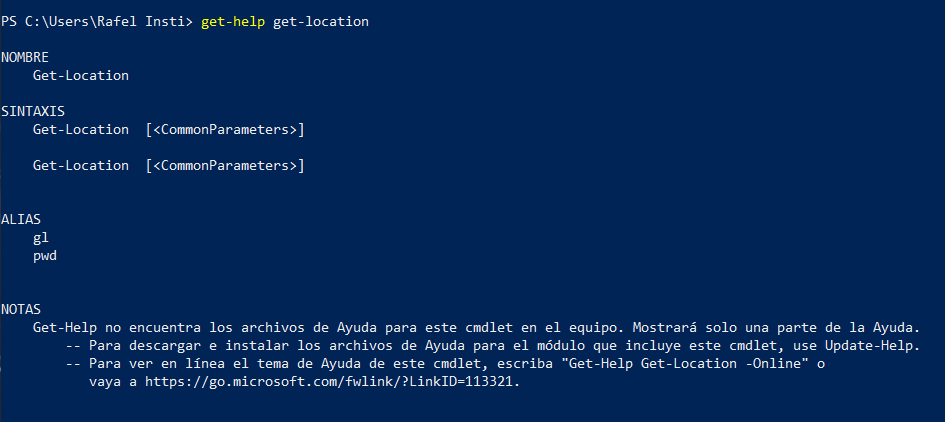 PS C:\Users\Rafel Insti> get-help get-location
NOMBRE
Get-Location
SINTAXIS
Get-Location  [<CommonParameters>]
Get-Location  [<CommonParameters>]
ALIAS
gl
pwd
NOTAS
Get-Help no encuentra los archivos de Ayuda para este cmdlet en el equipo. Mostrará solo una parte de la Ayuda.
-- Para descargar e instalar los archivos de Ayuda para el módulo que incluye este cmdlet, use Update-Help.
-- Para ver en línea el tema de Ayuda de este cmdlet, escriba "Get-Help Get-Location -Online" o
vaya a https://go.microsoft.com/fwlink/?LinkID=113321.